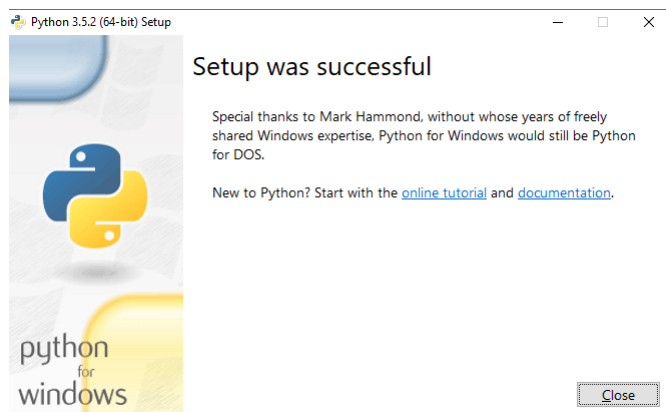 Python 3.5.2 (64-bit) Setup
Setup was successful
Special thanks to Mark Hammond, without whose years of freely
shared Windows expertise, Python for Windows would still be Python
for DOS.
New to Python? Start with the online tutorial and documentation.
python
for
windows
Close